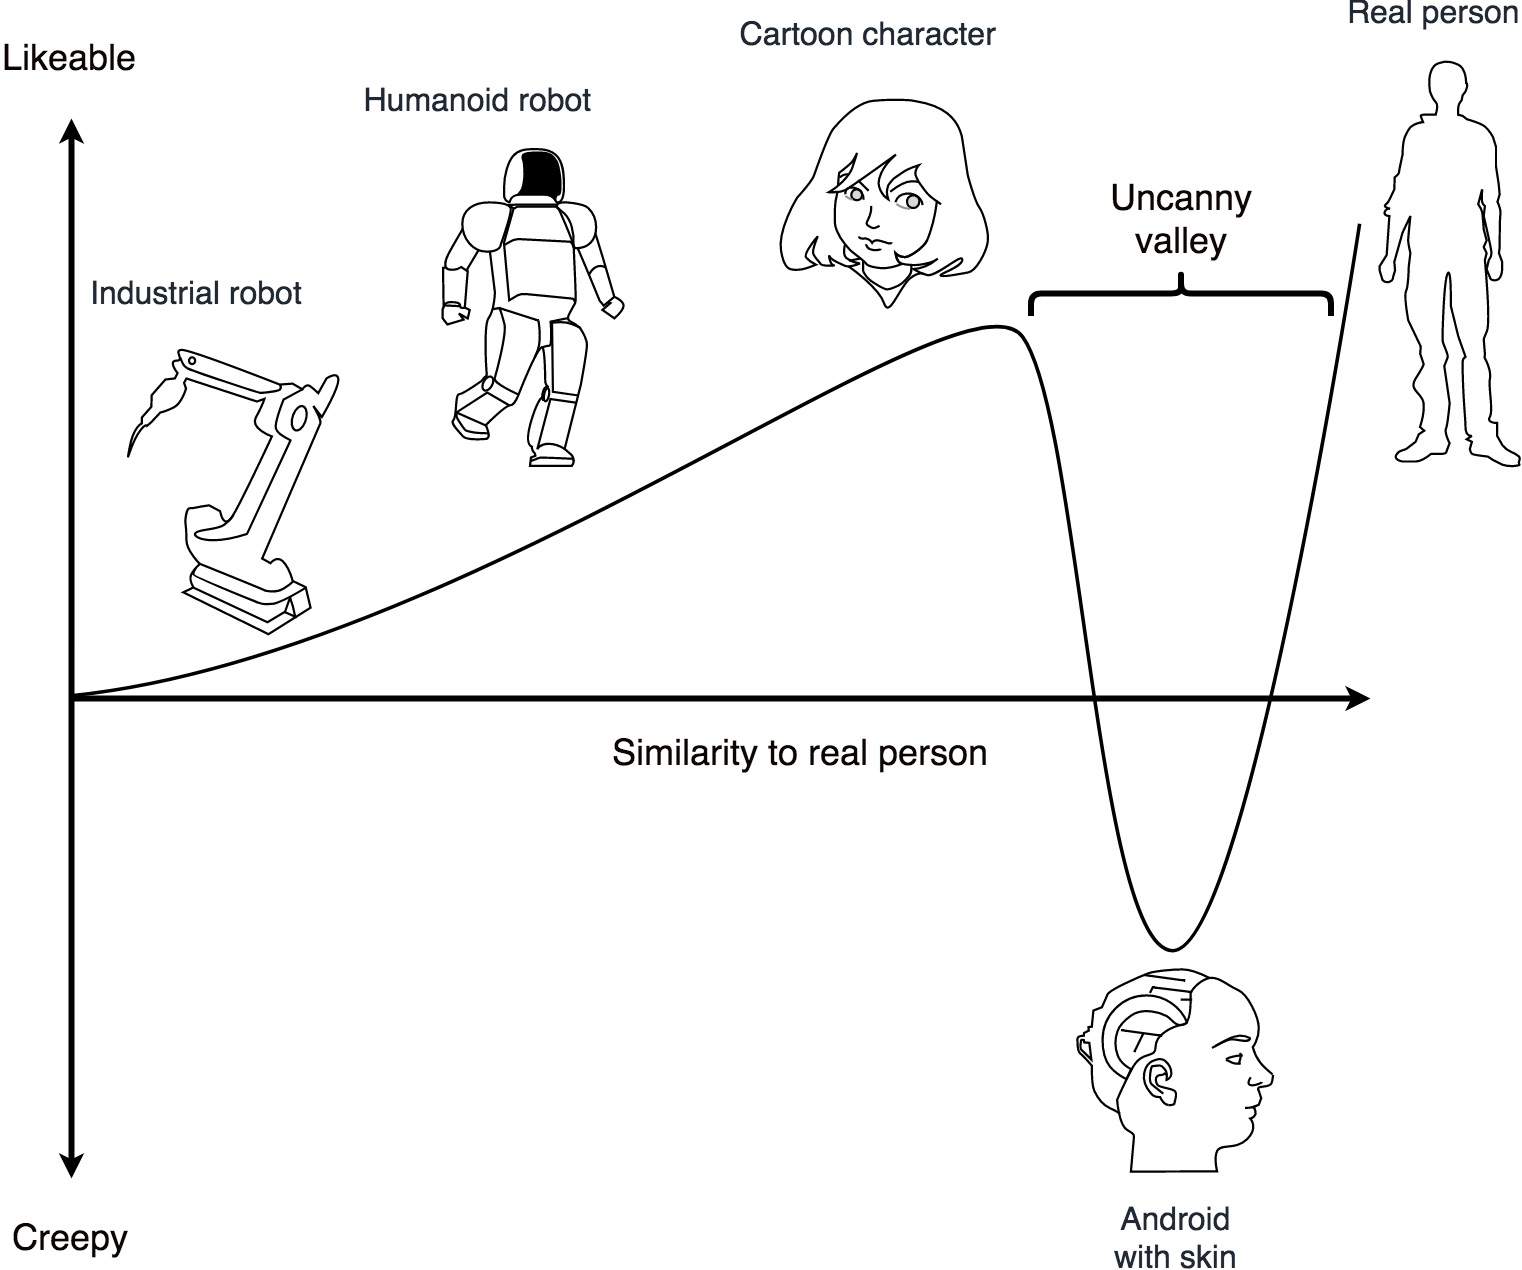 Real person
Cartoon character
Likeable
Humanoid robot
Uncanny
valley
Industrial robot
Similarity to real person
Android
with skin
Creepy